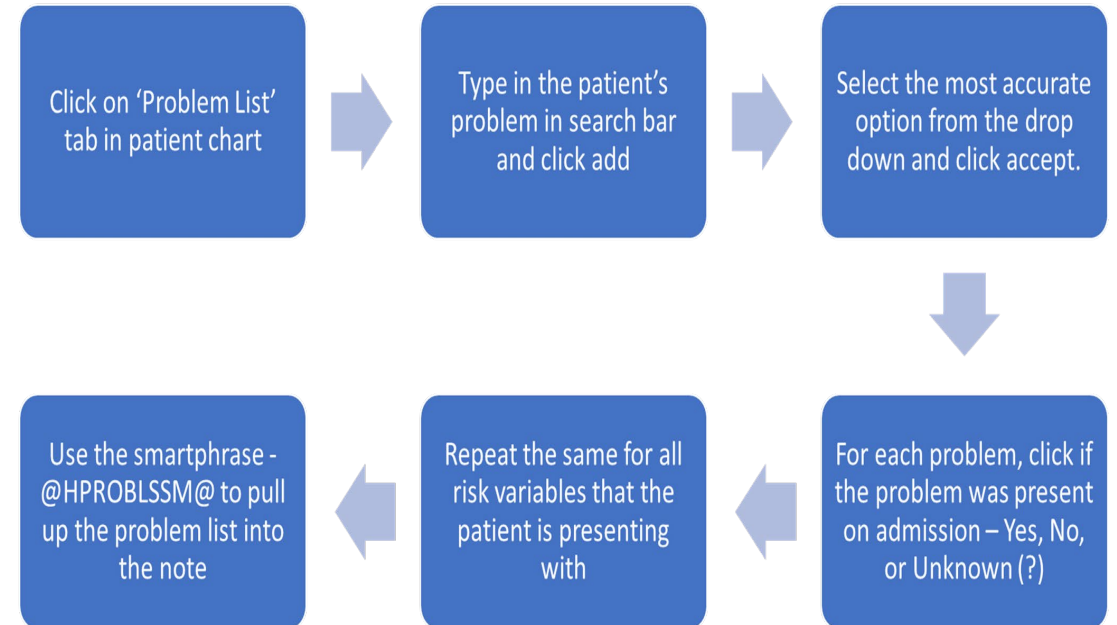 Click on ‘Problem List’
tab in patient chart
Type in the patient’s
problem in search bar
and click add
Select the most accurate
option from the drop
down and click accept.
For each problem, click if
the problem was present
on admission – Yes, No,
or Unknown (?)
Repeat the same for all
risk variables that the
patient is presenting
with
Use the smartphrase -
@HPROBLSSM@ to pull
up the problem list into
the note